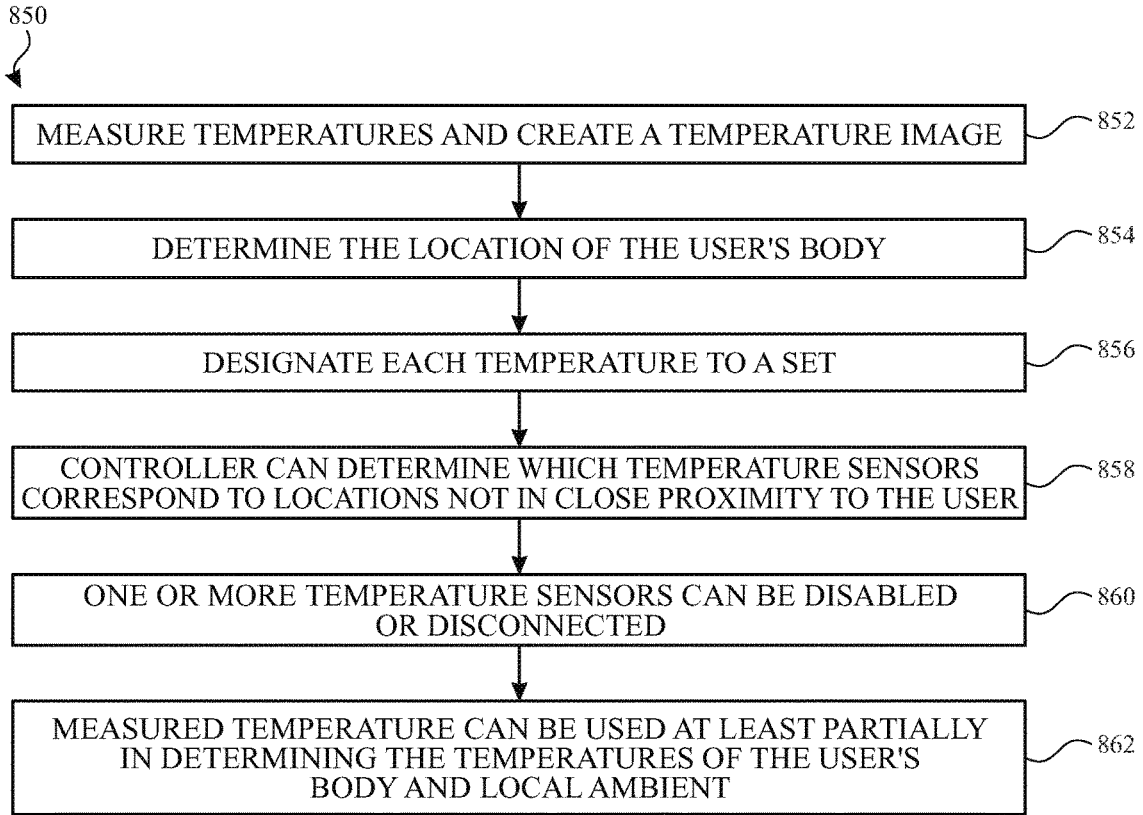 850
MEASURE TEMPERATURES AND CREATE A TEMPERATURE IMAGE
852
DETERMINE THE LOCATION OF THE USER'S BODY
854
DESIGNATE EACH TEMPERATURE TO A SET
856
CONTROLLER CAN DETERMINE WHICH TEMPERATURE SENSORS
CORRESPOND TO LOCATIONS NOT IN CLOSE PROXIMITY TO THE USER
858
ONE OR MORE TEMPERATURE SENSORS CAN BE DISABLED
OR DISCONNECTED
860
MEASURED TEMPERATURE CAN BE USED AT LEAST PARTIALLY
IN DETERMINING THE TEMPERATURES OF THE USER'S
BODY AND LOCAL AMBIENT
862